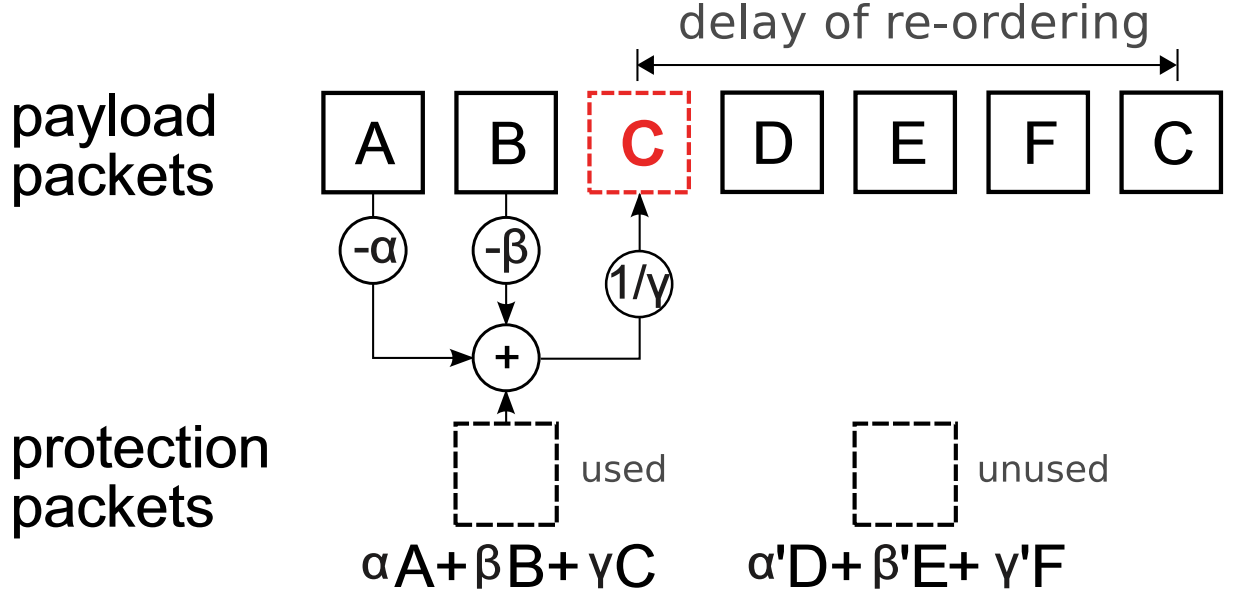 delay of re-ordering
payload
packets
A B C D E F C
-α -β 1/γ
+
protection
packets
used unused
αA+βB+γC α'D+β'E+γ'F